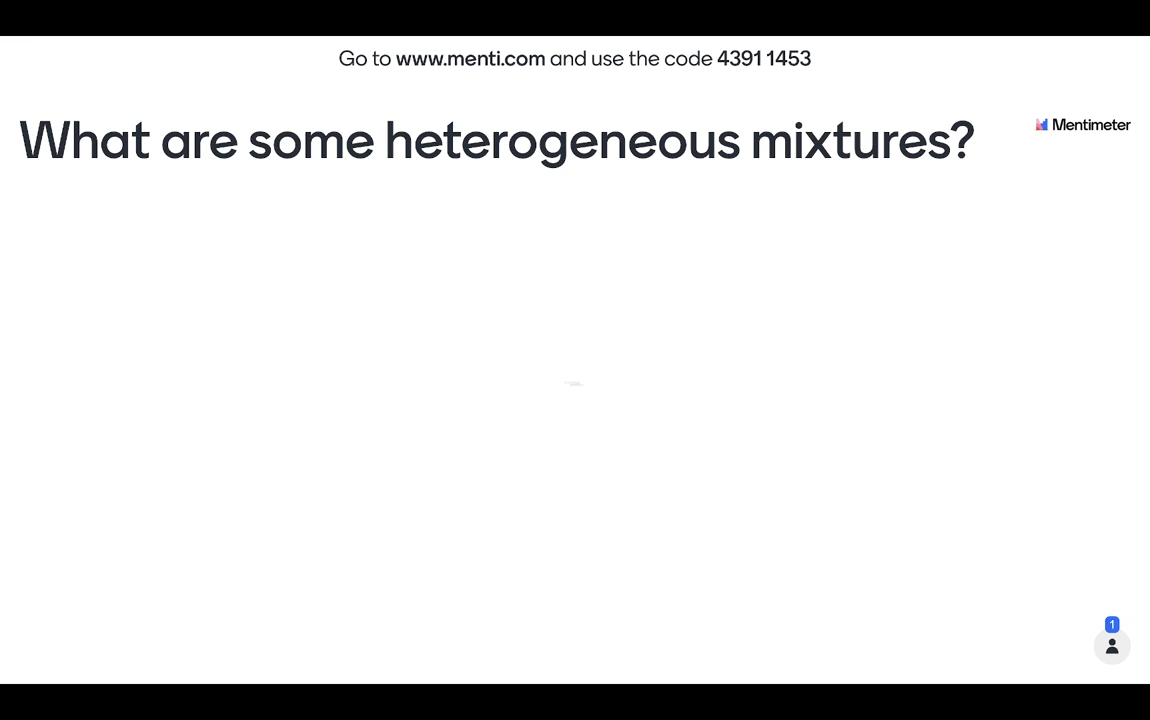 Go to www.menti.com and use the code 4391 1453
What are some heterogeneous mixtures?
Mentimeter
1